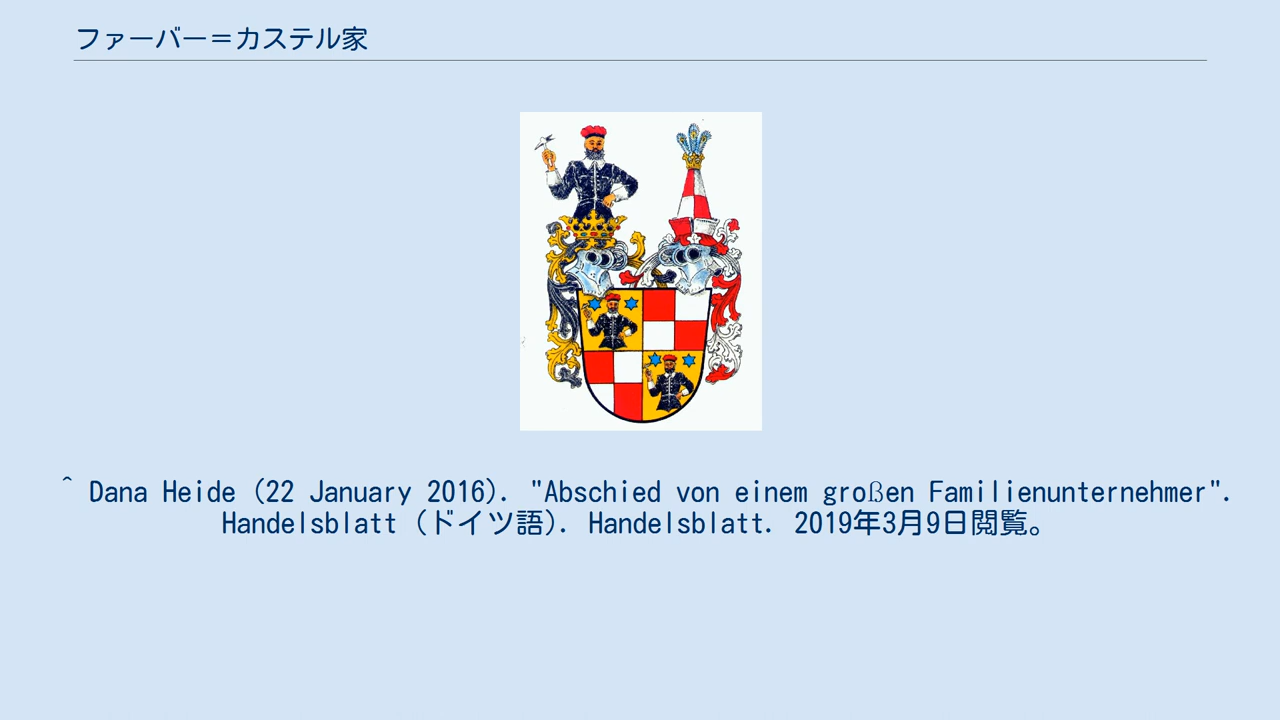 ファーバー＝カステル家
^ Dana Heide (22 January 2016). "Abschied von einem großen Familienunternehmer".
Handelsblatt (ドイツ語). Handelsblatt. 2019年3月9日閲覧。